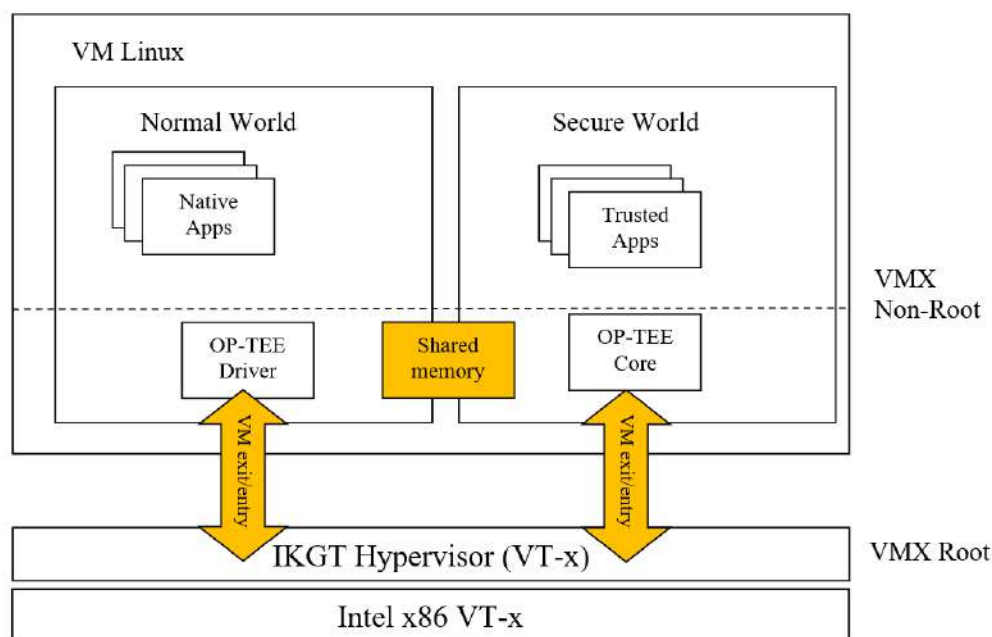 VM Linux
Normal World
Secure World
Native
Apps
Trusted
Apps
VMX
Non-Root
OP-TEE
Driver
Shared
memory
OP-TEE
Core
VM exit/entry
VM exit/entry
IKGT Hypervisor (VT-x)
VMX Root
Intel x86 VT-x